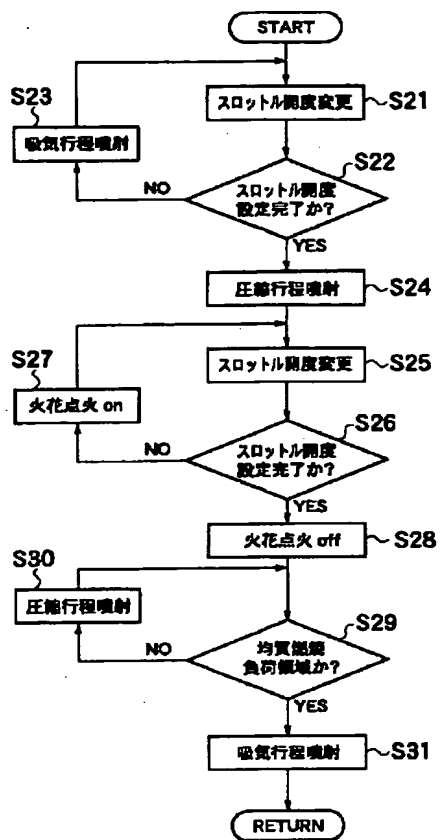 START
S23
スロットル開度変更
S21
吸気行程噴射
S22
NO
スロットル開度
設定完了か?
YES
圧縮行程噴射
S24
S27
スロットル開度変更
S25
火花点火 on
S26
NO
スロットル開度
設定完了か?
YES
火花点火 off
S28
S30
圧縮行程噴射
S29
NO
均質燃焼
負荷領域か?
YES
吸気行程噴射
S31
RETURN